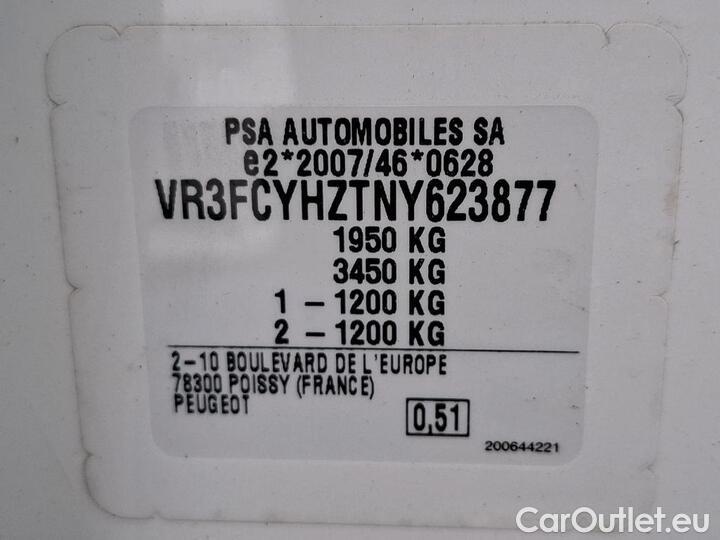 PSA AUTOMOBILES SA
e2*2007/46*0628
VR3FCYHZTNY623877
1950 KG
3450 KG
1 - 1200 KG
2 - 1200 KG
2-10 BOULEVARD DE L'EUROPE
78300 POISSY (FRANCE)
PEUGEOT
0,51
200644221
CarOutlet.eu